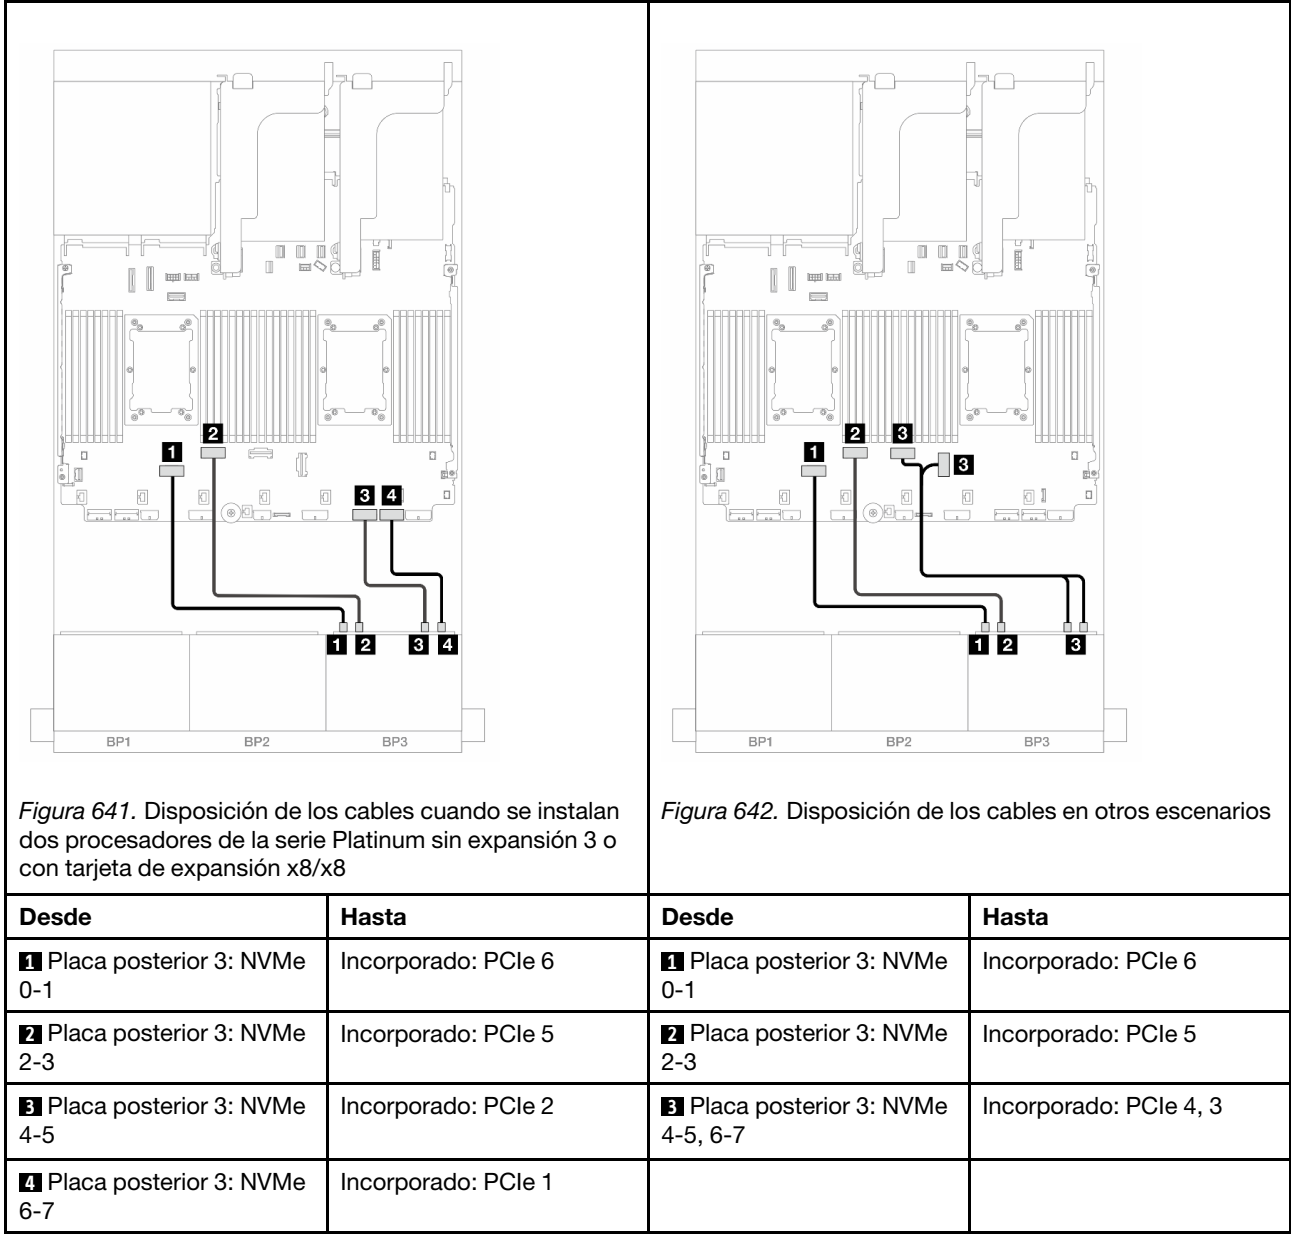 2
1
3
4
1
2
3
4
BP1
BP2
BP3
Figura 641. Disposición de los cables cuando se instalan
dos procesadores de la serie Platinum sin expansión 3 o
con tarjeta de expansión x8/x8
2
3
1
3
1
2
3
BP1
BP2
BP3
Figura 642. Disposición de los cables en otros escenarios
Desde
Hasta
Desde
Hasta
1 Placa posterior 3: NVMe
0-1
Incorporado: PCIe 6
1 Placa posterior 3: NVMe
0-1
Incorporado: PCIe 6
2 Placa posterior 3: NVMe
2-3
Incorporado: PCIe 5
2 Placa posterior 3: NVMe
2-3
Incorporado: PCIe 5
3 Placa posterior 3: NVMe
4-5
Incorporado: PCIe 2
3 Placa posterior 3: NVMe
4-5, 6-7
Incorporado: PCIe 4, 3
4 Placa posterior 3: NVMe
6-7
Incorporado: PCIe 1